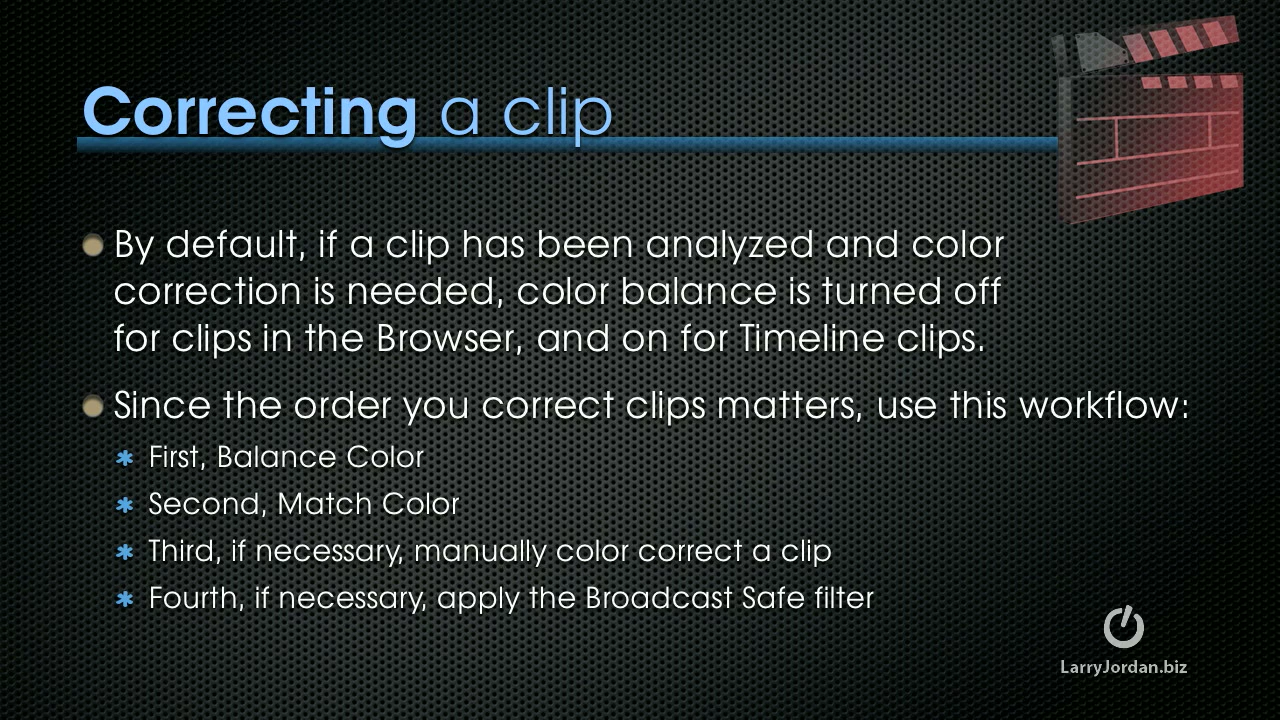 Correcting a clip
By default, if a clip has been analyzed and color
correction is needed, color balance is turned off
for clips in the Browser, and on for Timeline clips.
Since the order you correct clips matters, use this workflow:
First, Balance Color
Second, Match Color
Third, if necessary, manually color correct a clip
Fourth, if necessary, apply the Broadcast Safe filter
LarryJordan.biz